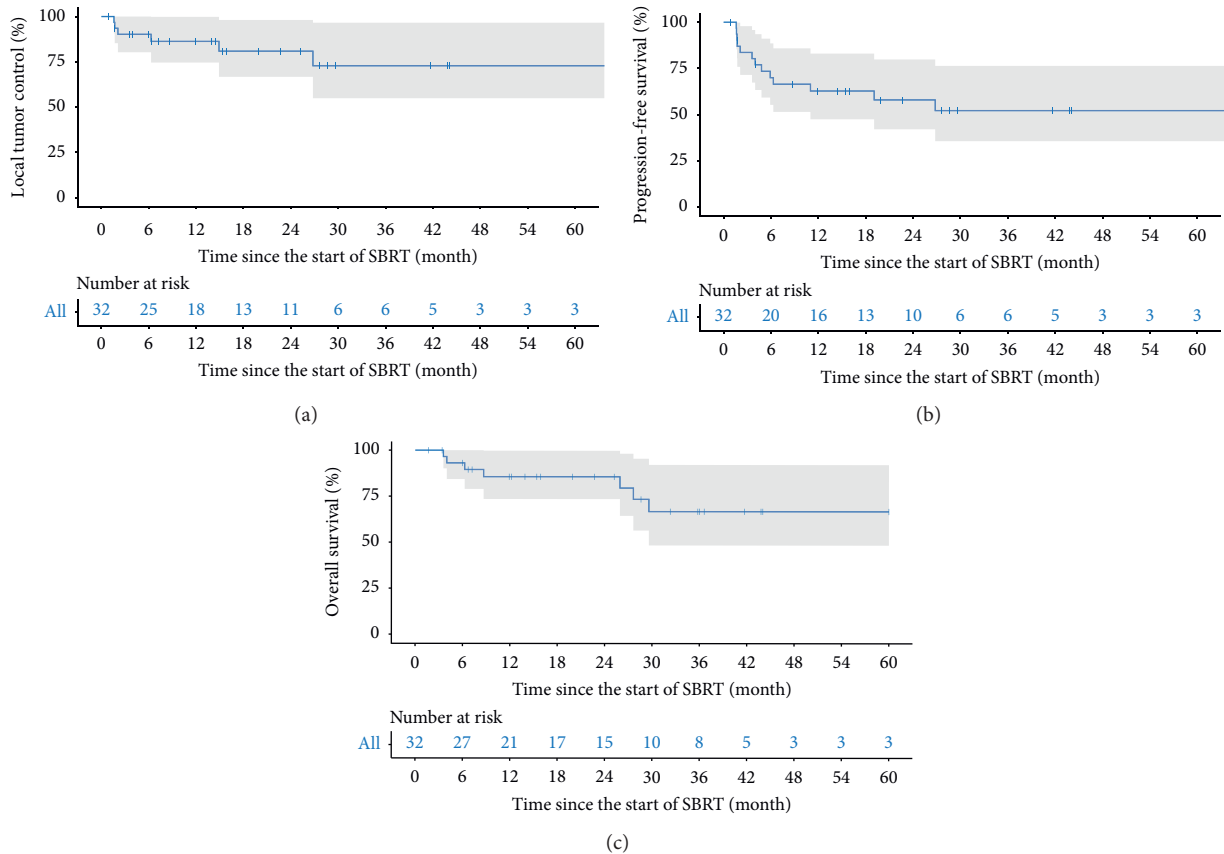 Local tumor control (%)
100
75
50
25
0
0 6 12 18 24 30 36 42 48 54 60
Time since the start of SBRT (month)
Number at risk
All 32 25 18 13 11 6 6 5 3 3 3
0 6 12 18 24 30 36 42 48 54 60
Time since the start of SBRT (month)
(a)
Progression-free survival (%)
100
75
50
25
0
0 6 12 18 24 30 36 42 48 54 60
Time since the start of SBRT (month)
Number at risk
All 32 20 16 13 10 6 6 5 3 3 3
0 6 12 18 24 30 36 42 48 54 60
Time since the start of SBRT (month)
(b)
Overall survival (%)
100
75
50
25
0
0 6 12 18 24 30 36 42 48 54 60
Time since the start of SBRT (month)
Number at risk
All 32 27 21 17 15 10 8 5 3 3 3
0 6 12 18 24 30 36 42 48 54 60
Time since the start of SBRT (month)
(c)